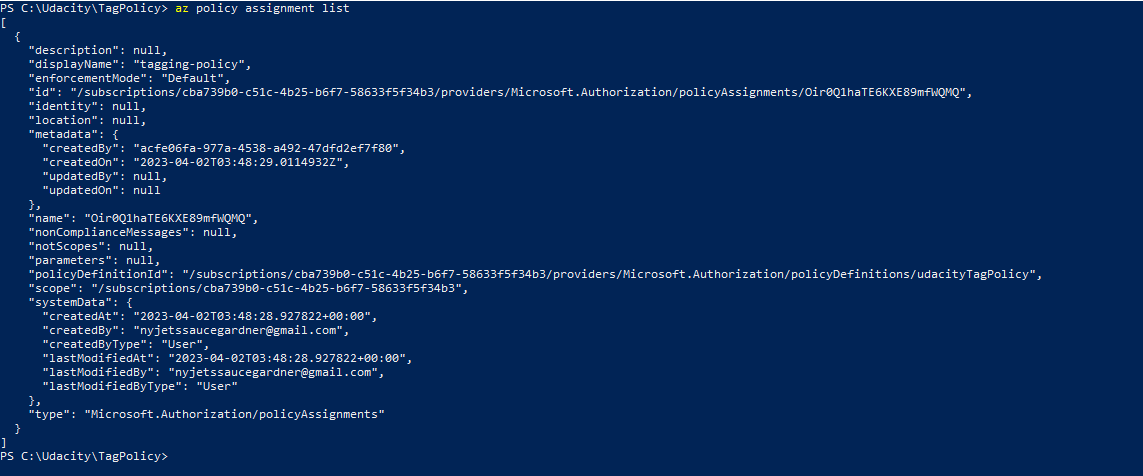 PS C:\Udacity\TagPolicy> az policy assignment list
[
  {
    "description": null,
    "displayName": "tagging-policy",
    "enforcementMode": "Default",
    "id": "/subscriptions/cba739b0-c51c-4b25-b6f7-58633f5f34b3/providers/Microsoft.Authorization/policyAssignments/Oir0Q1haTE6KXE89mfWQMQ",
    "identity": null,
    "location": null,
    "metadata": {
      "createdBy": "acfe06fa-977a-4538-a492-47dfd2ef7f80",
      "createdOn": "2023-04-02T03:48:29.0114932Z",
      "updatedBy": null,
      "updatedOn": null
    },
    "name": "Oir0Q1haTE6KXE89mfWQMQ",
    "nonComplianceMessages": null,
    "notScopes": null,
    "parameters": null,
    "policyDefinitionId": "/subscriptions/cba739b0-c51c-4b25-b6f7-58633f5f34b3/providers/Microsoft.Authorization/policyDefinitions/udacityTagPolicy",
    "scope": "/subscriptions/cba739b0-c51c-4b25-b6f7-58633f5f34b3",
    "systemData": {
      "createdAt": "2023-04-02T03:48:28.927822+00:00",
      "createdBy": "nyjetssaucegardner@gmail.com",
      "createdByType": "User",
      "lastModifiedAt": "2023-04-02T03:48:28.927822+00:00",
      "lastModifiedBy": "nyjetssaucegardner@gmail.com",
      "lastModifiedByType": "User"
    },
    "type": "Microsoft.Authorization/policyAssignments"
  }
]
PS C:\Udacity\TagPolicy>